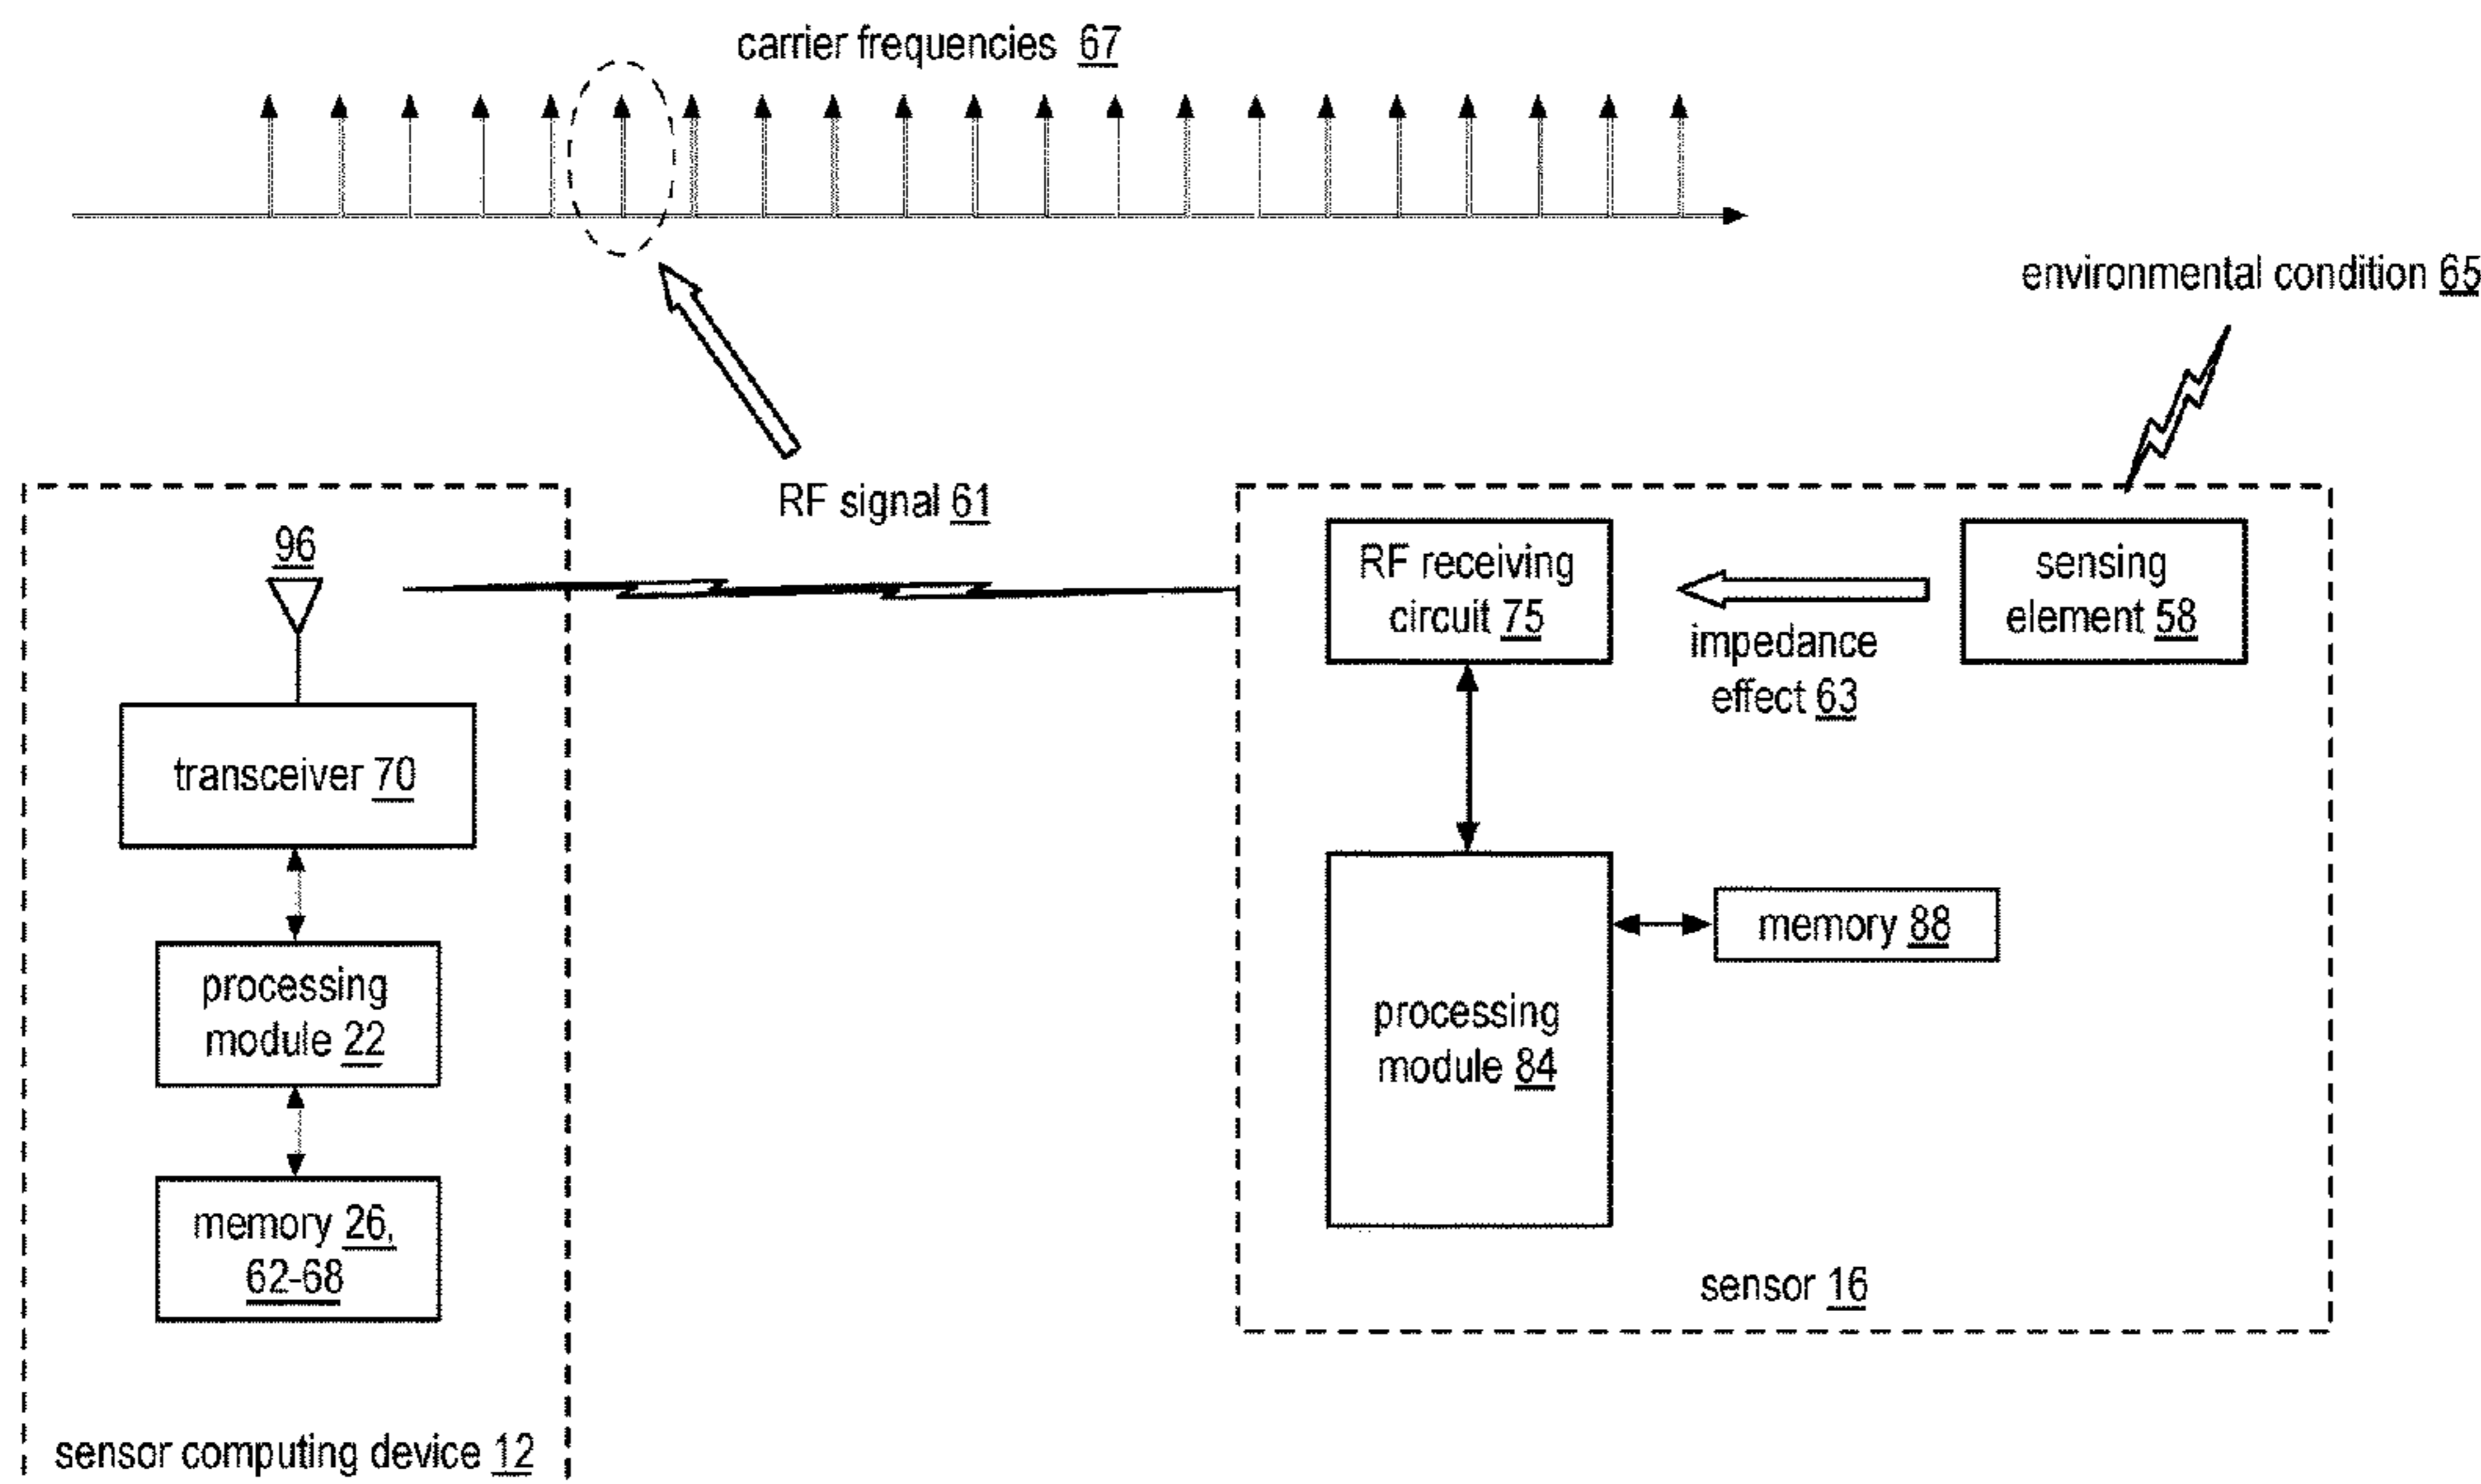 carrier frequencies 67
environmental condition 65
RF signal 61
96
transceiver 70
processing
module 22
memory 26,
62-68
sensor computing device 12
RF receiving
circuit 75
impedance
effect 63
sensing
element 58
processing
module 84
memory 88
sensor 16